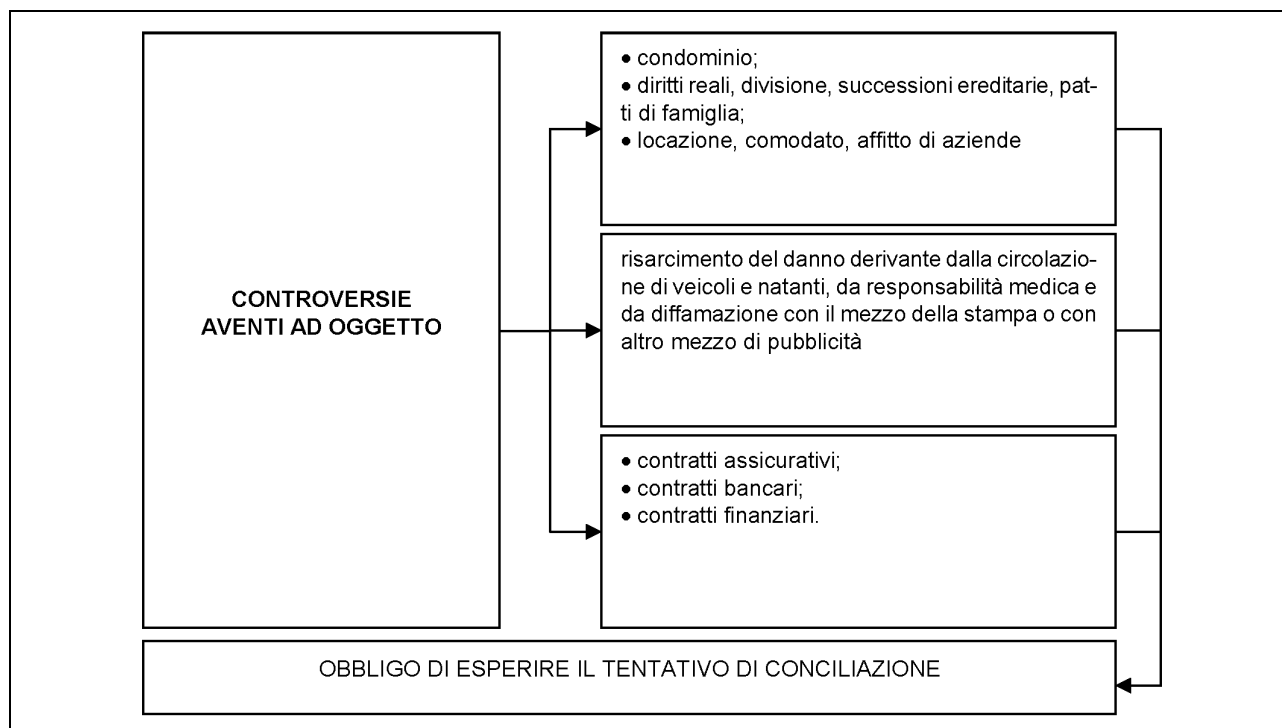 CONTROVERSIE
AVENTI AD OGGETTO
• condominio;
• diritti reali, divisione, successioni ereditarie, pat-
ti di famiglia;
• locazione, comodato, affitto di aziende
risarcimento del danno derivante dalla circolazio-
ne di veicoli e natanti, da responsabilità medica e
da diffamazione con il mezzo della stampa o con
altro mezzo di pubblicità
• contratti assicurativi;
• contratti bancari;
• contratti finanziari.
OBBLIGO DI ESPERIRE IL TENTATIVO DI CONCILIAZIONE